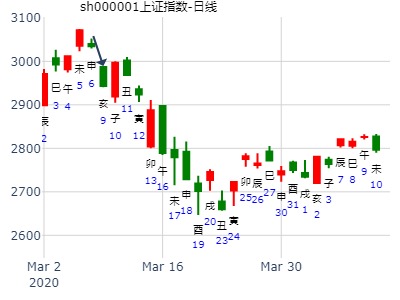 sh000001上证指数-日线
3100
3000
2900
2800
2700
2600
辰
2
巳
3
午
4
未
5
申
6
亥
9
子
10
丑
11
寅
12
卯
13
午
16
未
17
申
18
酉
19
戌
20
丑
23
寅
24
卯
25
辰
26
巳
27
申
30
酉
31
戌
1
亥
2
子
3
辰
7
巳
8
午
9
未
10
Mar 2
2020
Mar 16
Mar 30